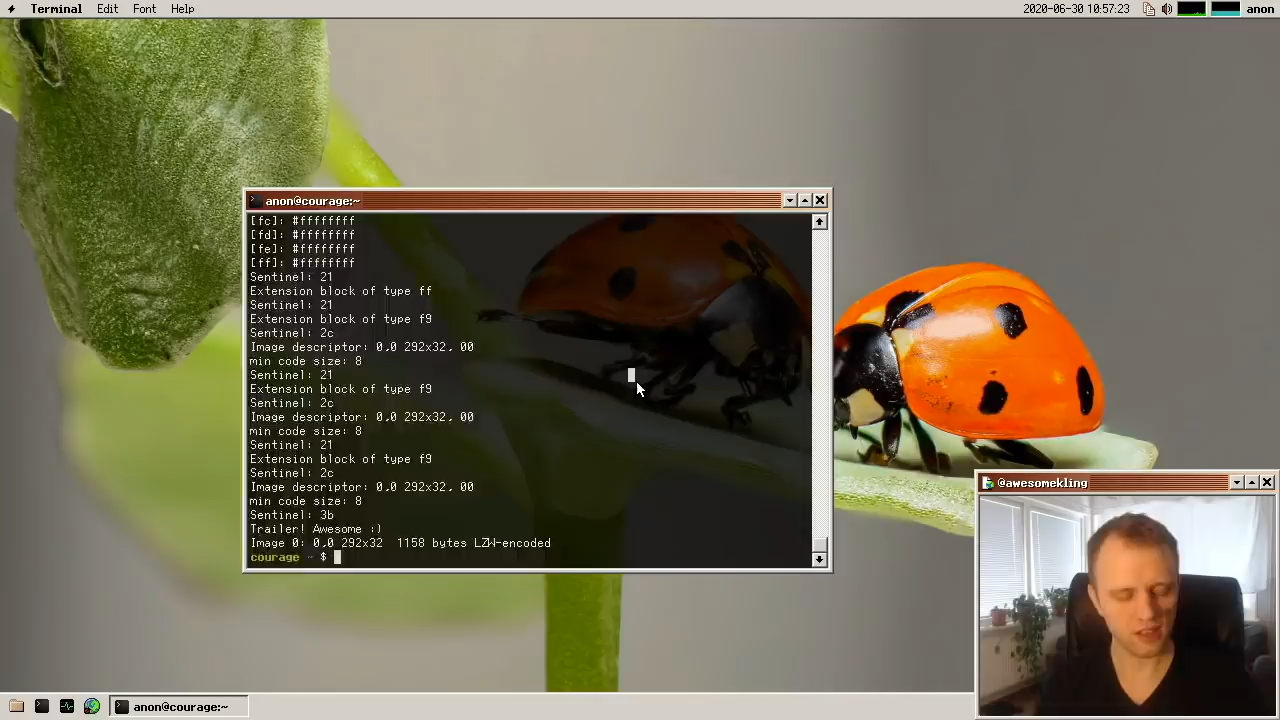 Terminal Edit Font Help 2020-06-30 10:57:23 anon
anon@courage:~
[fc]: #ffffffff
[fd]: #ffffffff
[fe]: #ffffffff
[ff]: #ffffffff
Sentinel: 21
Extension block of type ff
Sentinel: 21
Extension block of type f9
Sentinel: 2c
Image descriptor: 0,0 292x32, 00
min code size: 8
Sentinel: 21
Extension block of type f9
Sentinel: 2c
Image descriptor: 0,0 292x32, 00
min code size: 8
Sentinel: 21
Extension block of type f9
Sentinel: 2c
Image descriptor: 0,0 292x32, 00
min code size: 8
Sentinel: 3b
Trailer! Awesome :)
Image 0: 0,0 292x32  1158 bytes LZW-encoded
courage ~ $
@awesomekling
anon@courage:~